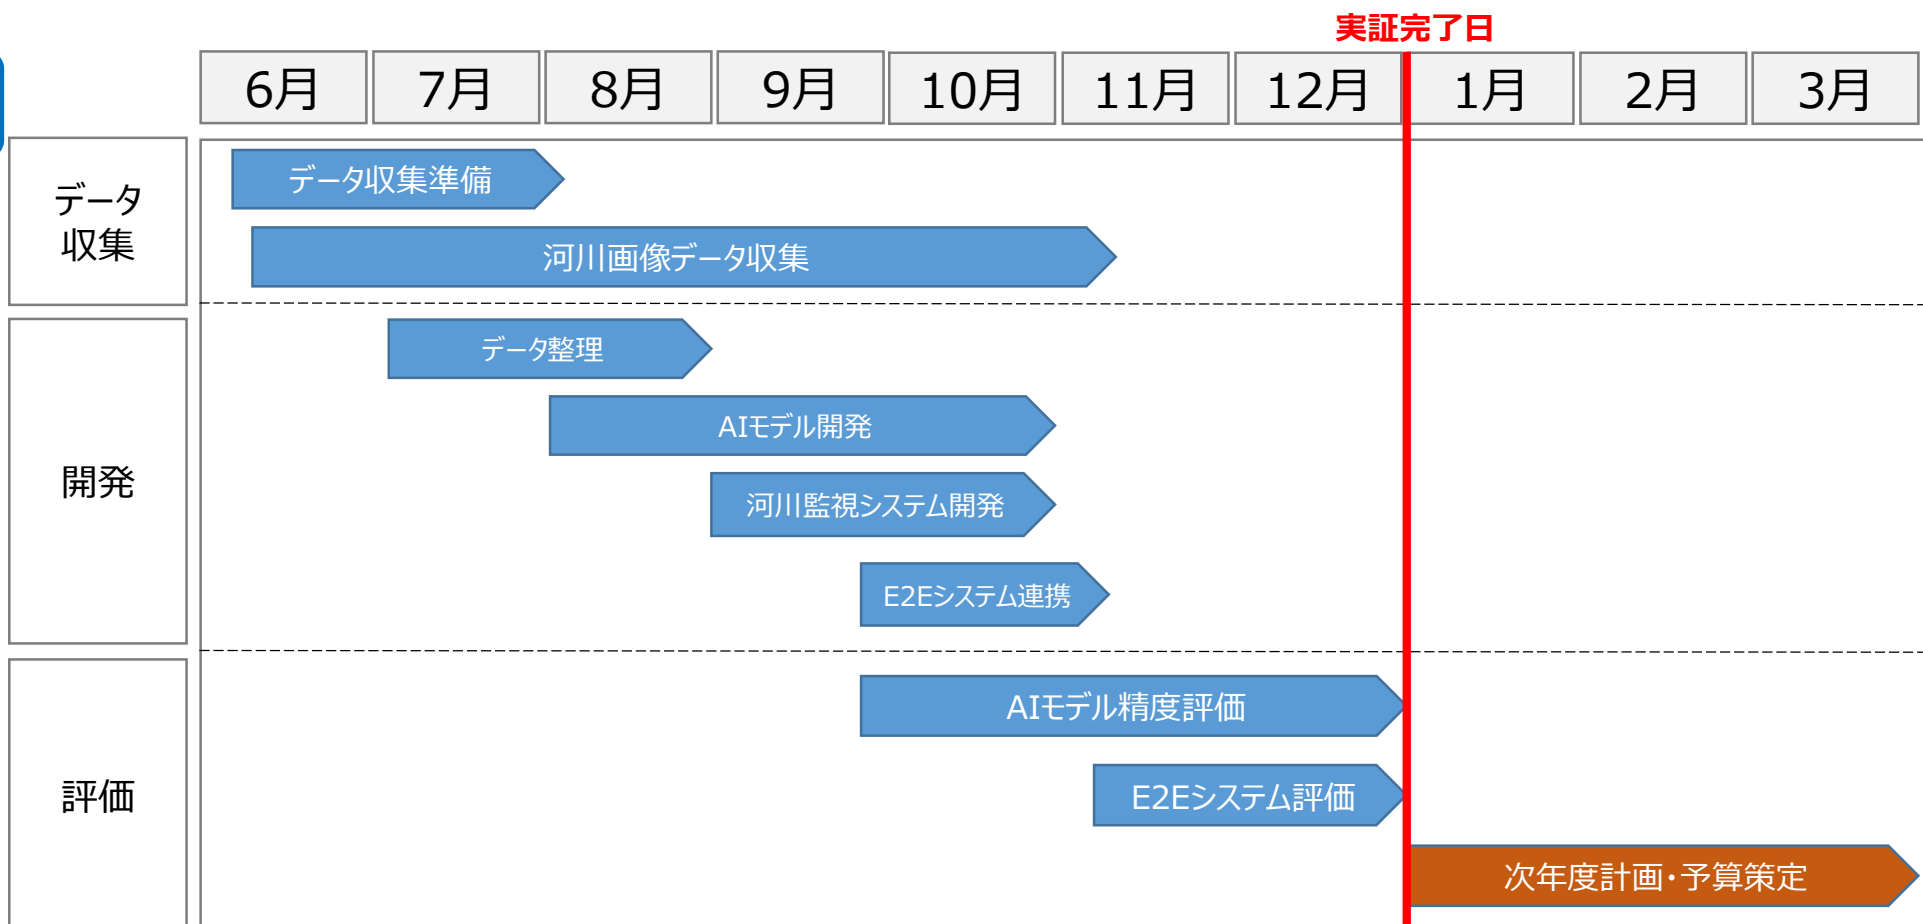 実証完了日
6月 7月 8月 9月 10月 11月 12月 1月 2月 3月
データ
収集
データ収集準備
河川画像データ収集
開発
データ整理
AIモデル開発
河川監視システム開発
E2Eシステム連携
評価
AIモデル精度評価
E2Eシステム評価
次年度計画・予算策定